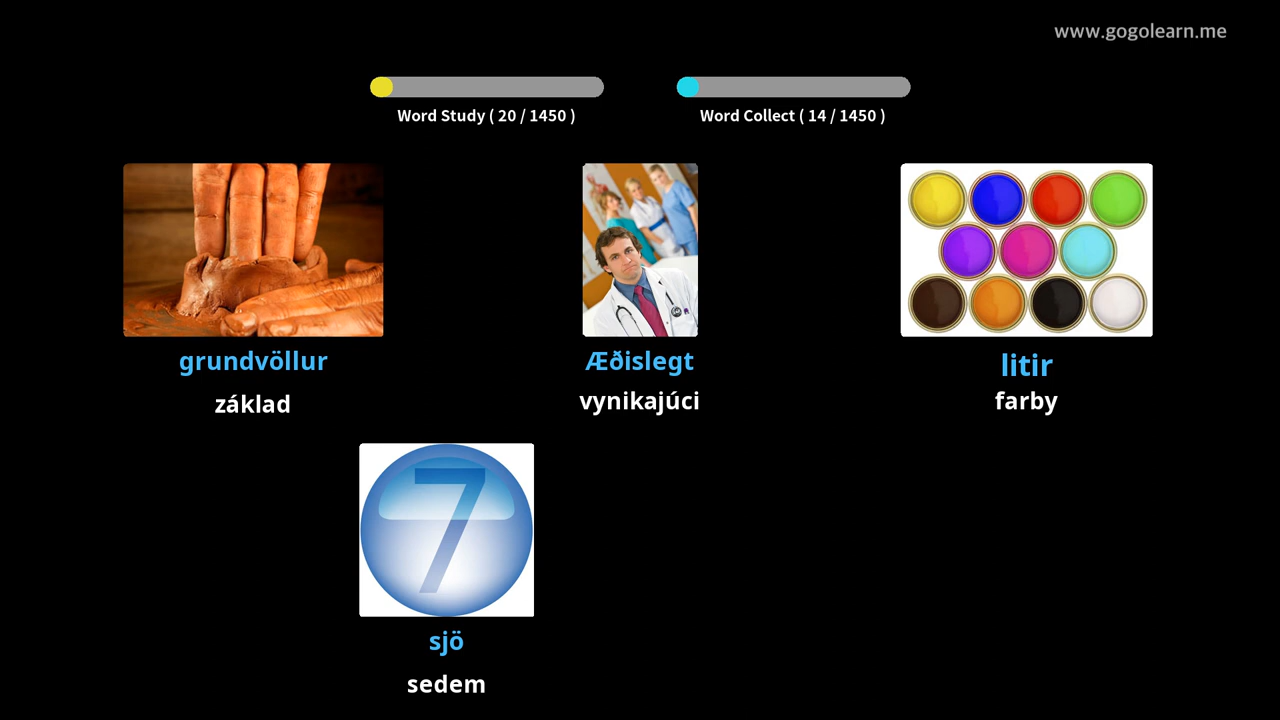 www.gogolearn.me
Word Study ( 20 / 1450 )
Word Collect ( 14 / 1450 )
grundvöllur
základ
Æðislegt
vynikajúci
litir
farby
7
sjö
sedem